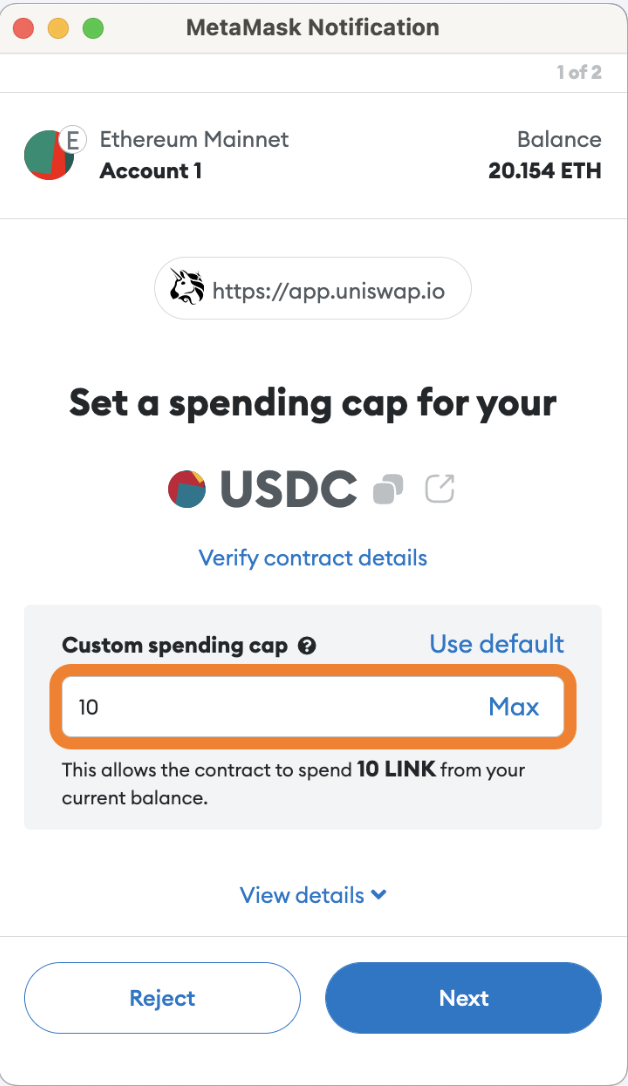 MetaMask Notification
1 of 2
E
Ethereum Mainnet
Balance
Account 1
20.154 ETH
https://app.uniswap.io
Set a spending cap for your
USDC
Verify contract details
Custom spending cap ?
Use default
10
Max
This allows the contract to spend 10 LINK from your
current balance.
View details
Reject
Next